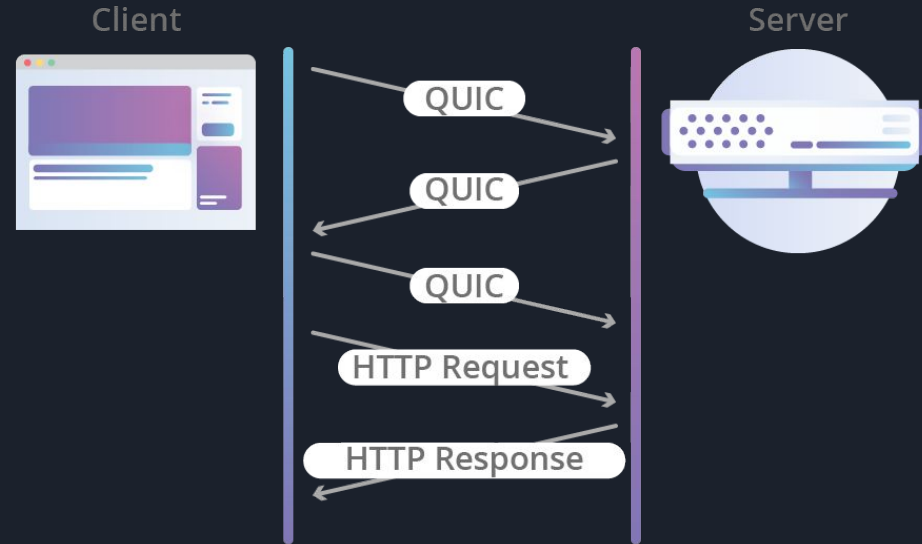 Client
Server
QUIC
QUIC
QUIC
HTTP Request
HTTP Response